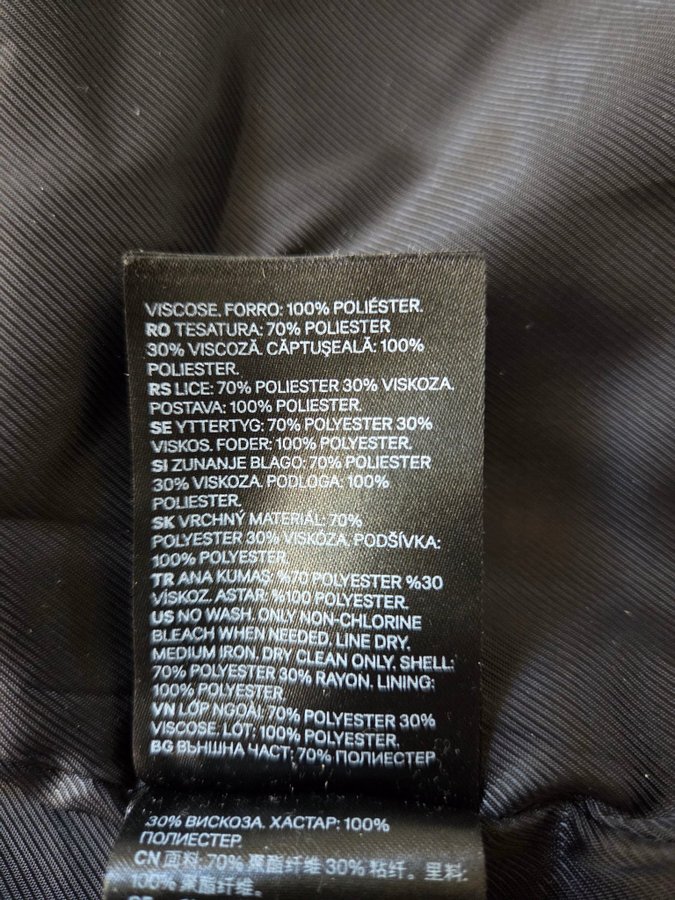 VISCOSE. FORRO: 100% POLIÉSTER.
RO TESATURA: 70% POLIESTER
30% VISCOZĂ. CĂPTUŞEALĂ: 100%
POLIESTER.
RS LICE: 70% POLIESTER 30% VISKOZA.
POSTAVA: 100% POLIESTER.
SE YTTERTYG: 70% POLYESTER 30%
VISKOS. FODER: 100% POLYESTER.
SI ZUNANJE BLAGO: 70% POLIESTER
30% VISKOZA. PODLOGA: 100%
POLIESTER.
SK VRCHNÝ MATERIÁL: 70%
POLYESTER 30% VISKÓZA. PODŠÍVKA:
100% POLYESTER.
TR ANA KUMAŞ: %70 POLYESTER %30
VİSKOZ. ASTAR: %100 POLYESTER.
US NO WASH. ONLY NON-CHLORINE
BLEACH WHEN NEEDED. LINE DRY.
MEDIUM IRON. DRY CLEAN ONLY. SHELL:
70% POLYESTER 30% RAYON. LINING:
100% POLYESTER.
VN LỚP NGOÀI: 70% POLYESTER 30%
VISCOSE. LÓT: 100% POLYESTER.
BG ВЪНШНА ЧАСТ: 70% ПОЛИЕСТЕР
30% ВИСКОЗА. ХАСТАР: 100%
ПОЛИЕСТЕР.
CN 面料: 70% 聚酯纤维 30% 粘纤。里料:
100% 聚酯纤维。